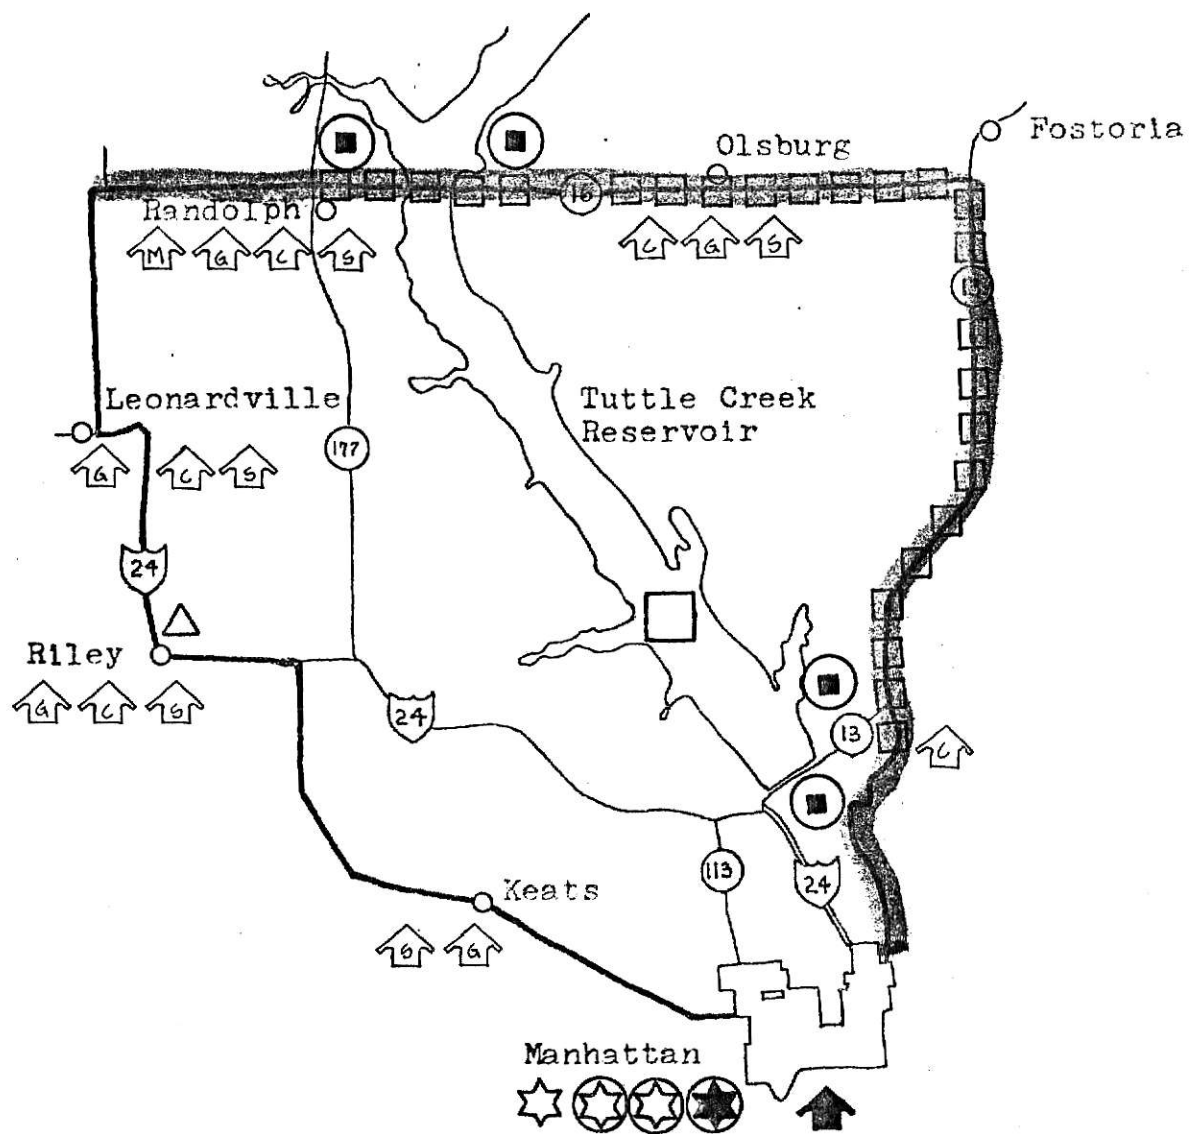 Fostoria
Olsburg
16
Randolph
M G C S
C G S
Leonardville
G C S
Tuttle Creek
Reservoir
177
24
Riley
G C S
24
13
C
113
24
Keats
S G
Manhattan